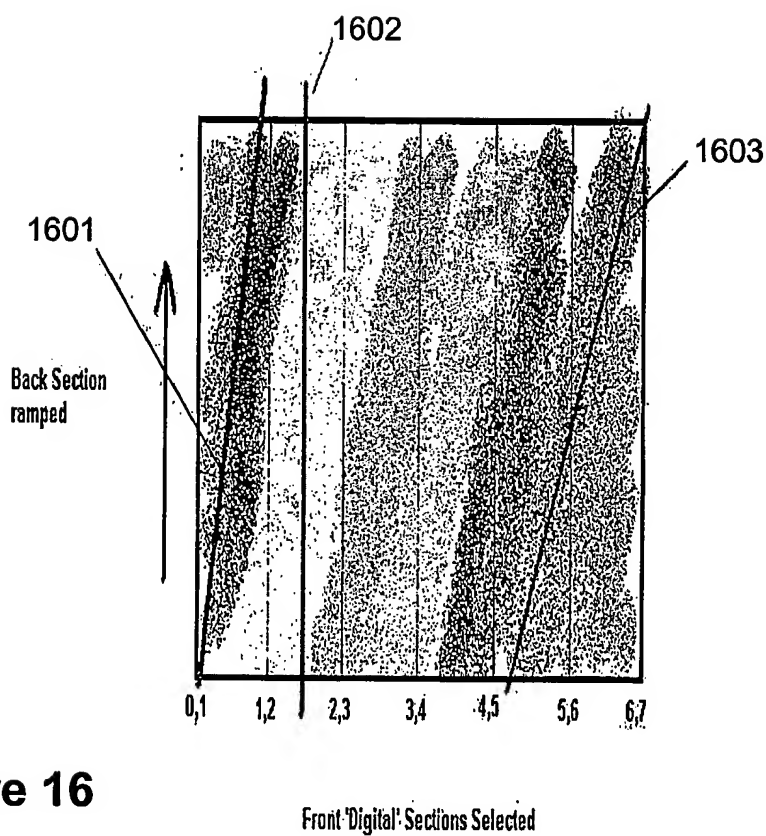 1602
1603
1601
Back Section
ramped
0,1 1,2 2,3 3,4 4,5 5,6 6,7
e 16
Front 'Digital' Sections Selected